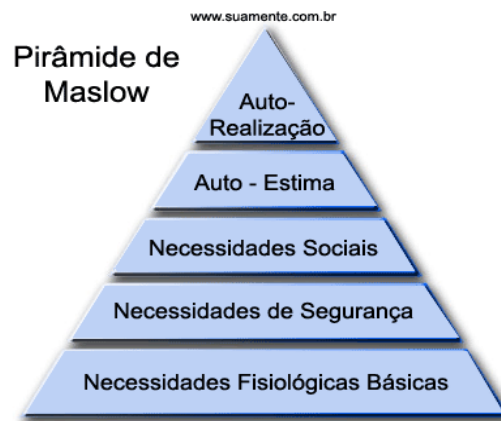 www.suamente.com.br
Pirâmide de
Maslow
Auto-
Realização
Auto - Estima
Necessidades Sociais
Necessidades de Segurança
Necessidades Fisiológicas Básicas